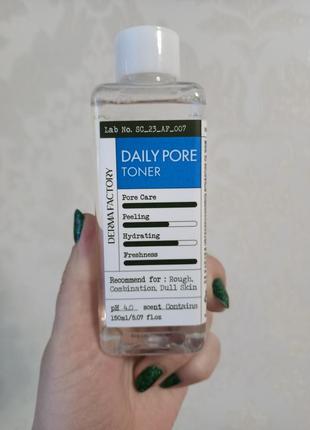 Lab No. SC_23_AF_007
DERMA FACTORY
DAILY PORE
TONER
Pore Care
Peeling
Hydrating
Freshness
Recommend for : Rough,
Combination, Dull Skin
pH 4.0 scent Contains
150ml/5.07 fl.oz